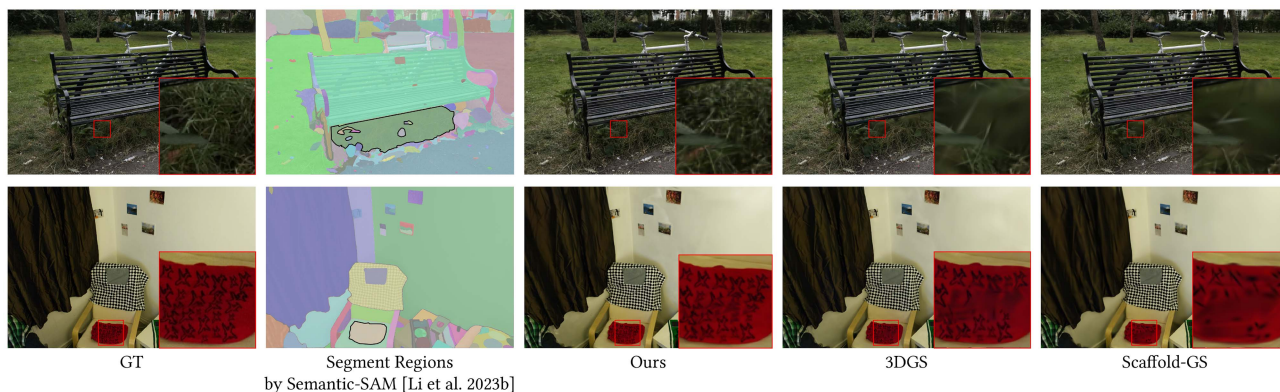 GT
Segment Regions
by Semantic-SAM [Li et al. 2023b]
Ours
3DGS
Scaffold-GS